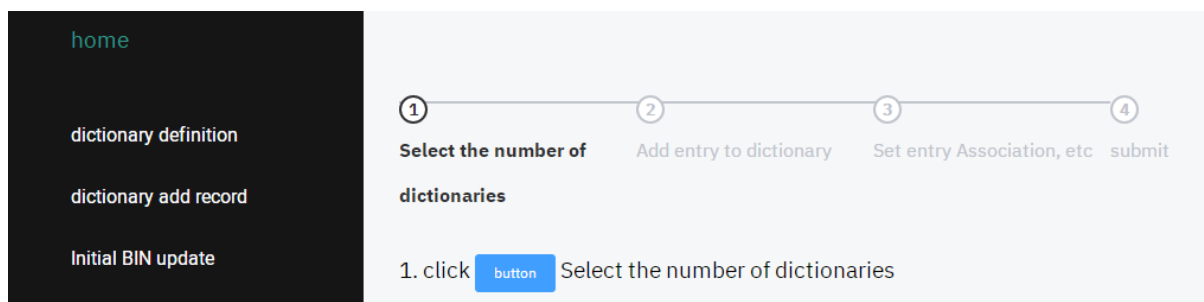 home
dictionary definition
dictionary add record
Initial BIN update
1
2
3
4
Select the number of
dictionaries
Add entry to dictionary
Set entry Association, etc
submit
1. click button Select the number of dictionaries